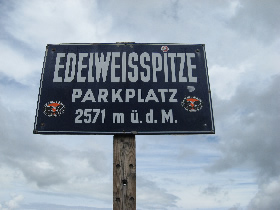 EDELWEISSPITZE
PARKPLATZ
2571 m ü.d.M.